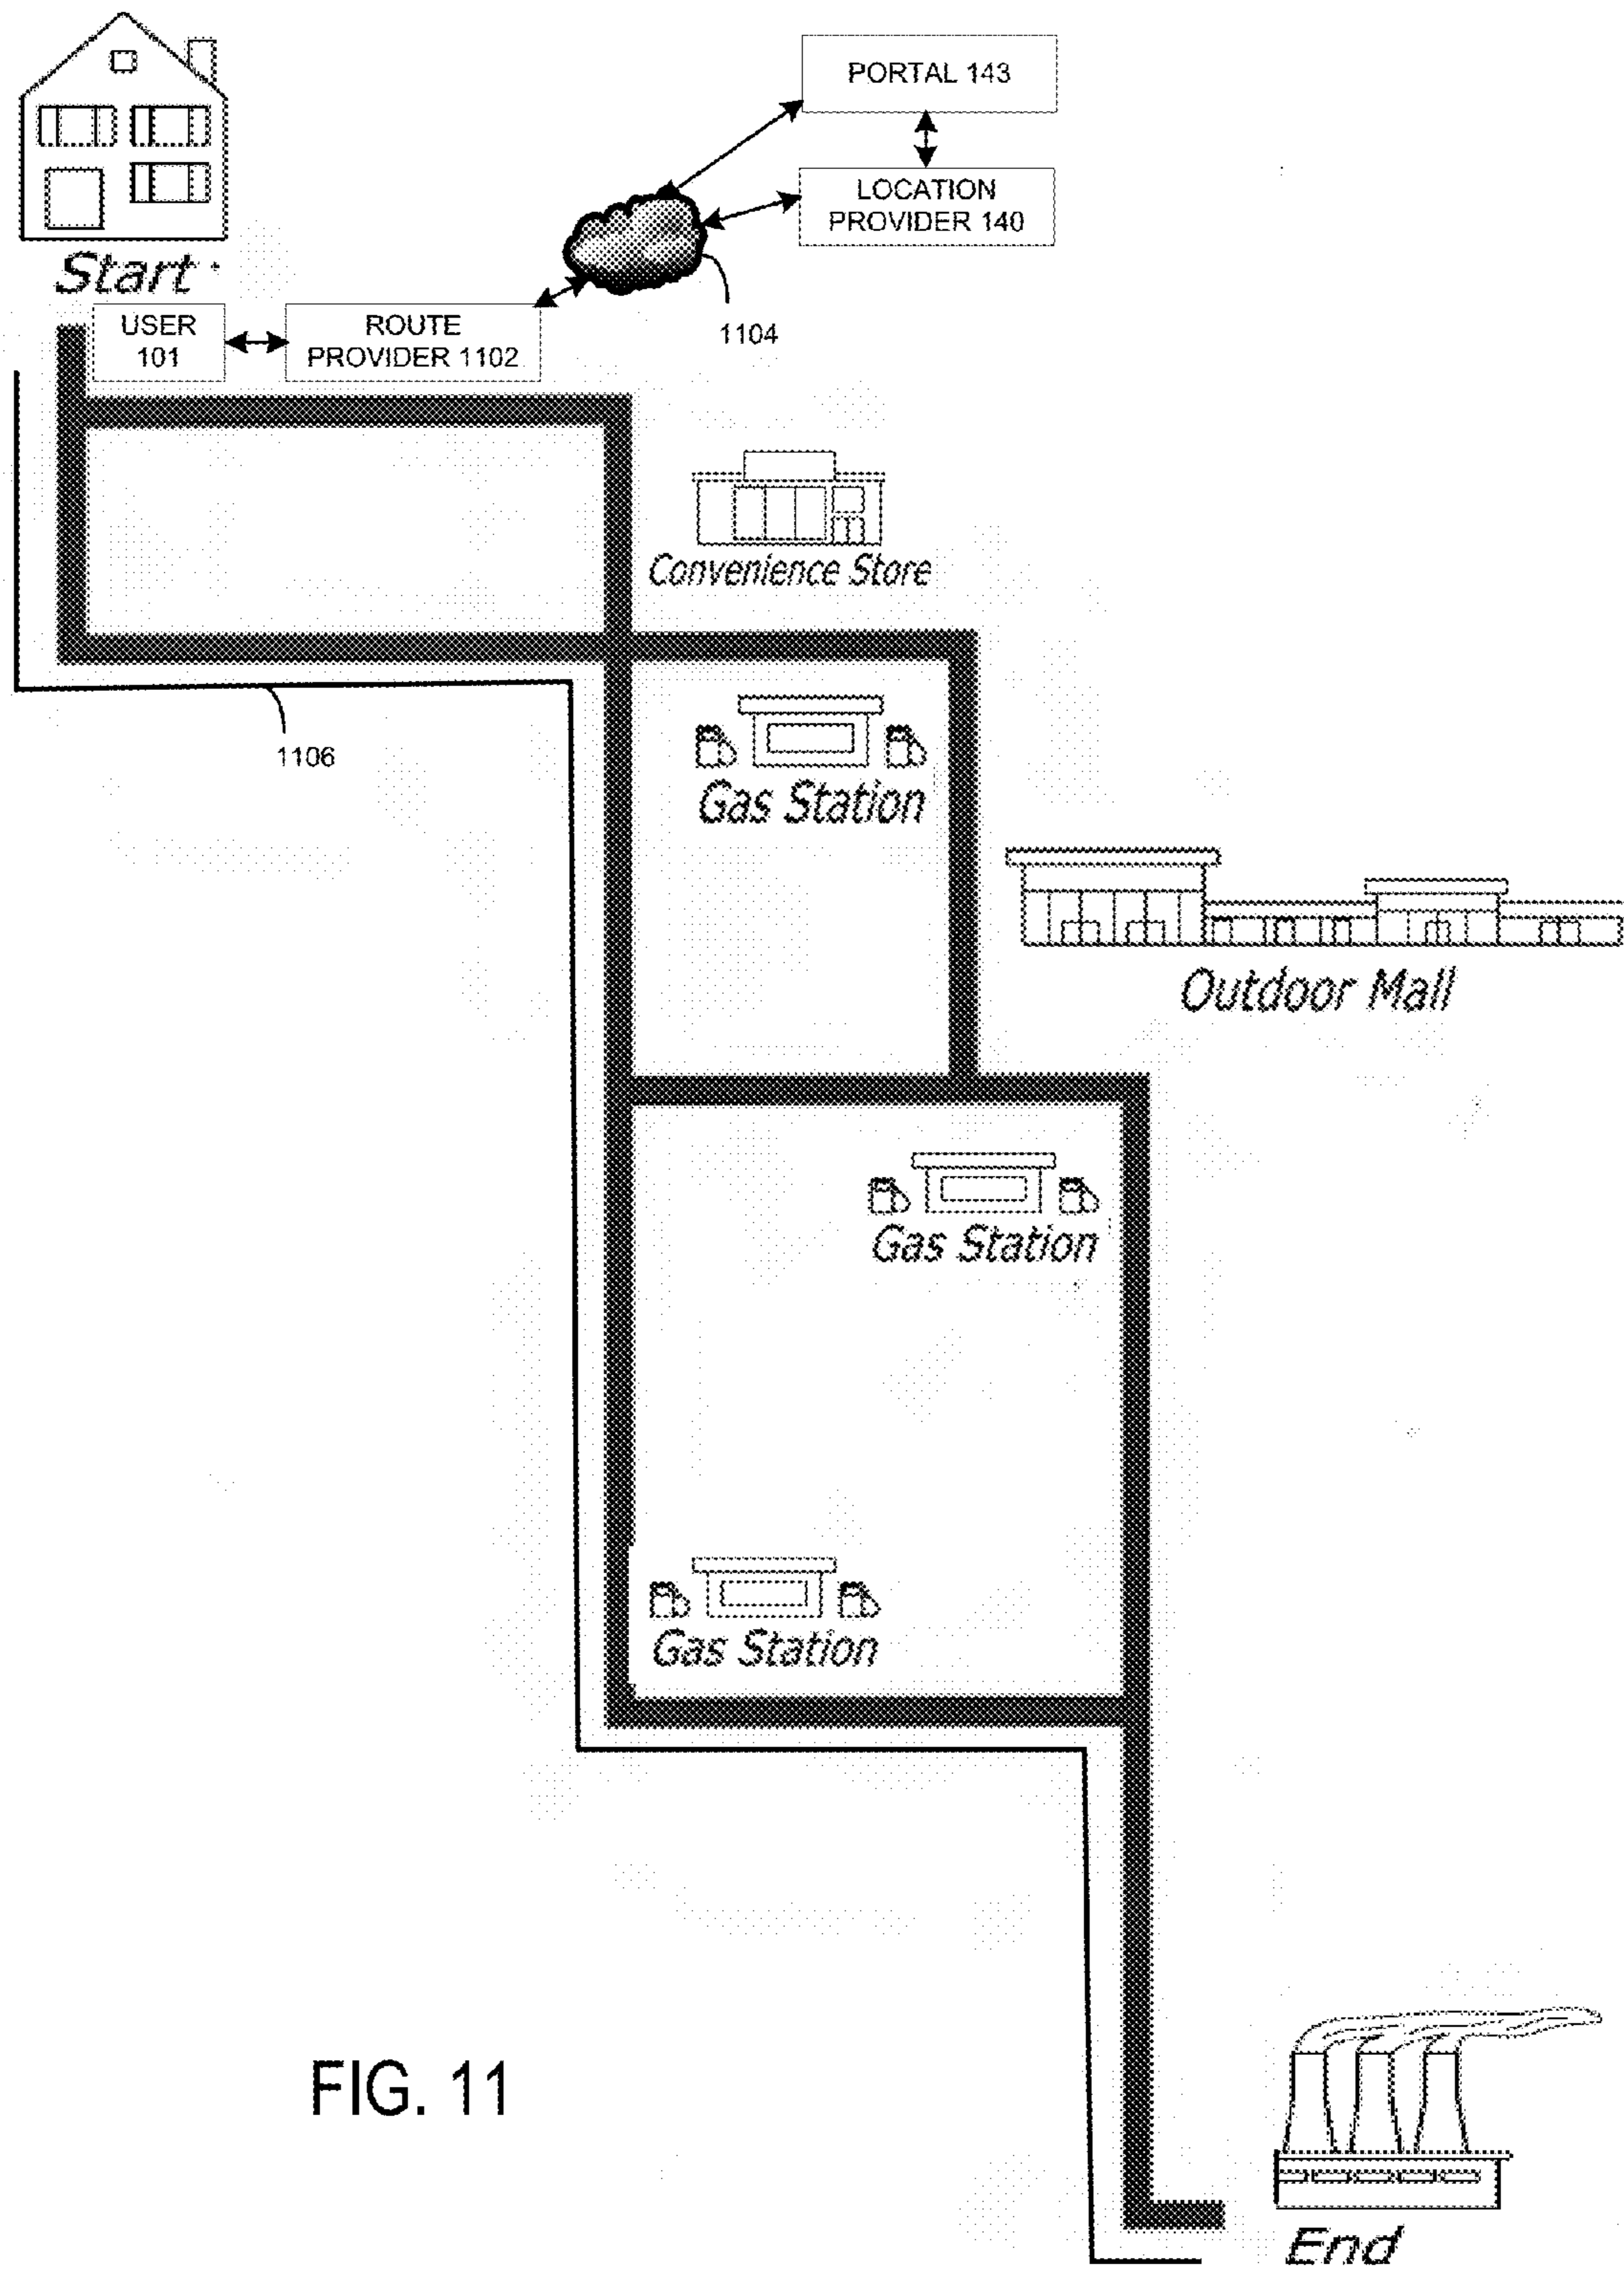 PORTAL 143
LOCATION
PROVIDER 140
Start
1104
USER
101
ROUTE
PROVIDER 1102
Convenience Store
1106
Gas Station
Outdoor Mall
Gas Station
Gas Station
FIG. 11
End